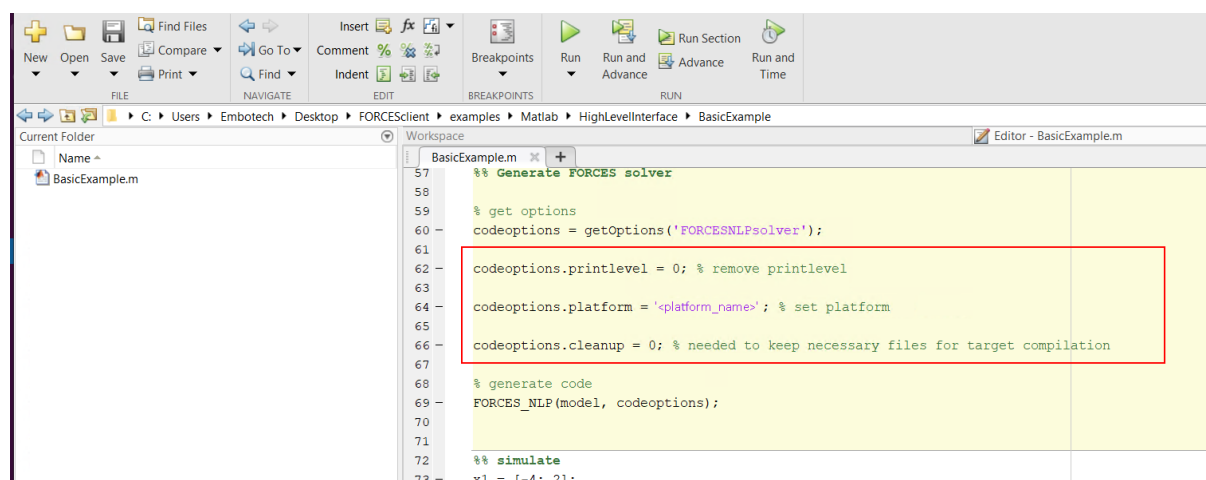 Find Files
Compare
Print
New Open Save
FILE
Go To
Find
NAVIGATE
Insert fx
Comment %
Indent
EDIT
Breakpoints
BREAKPOINTS
Run
Run and
Advance
Run Section
Advance
Run and
Time
RUN
C: Users Embotech Desktop FORCESclient examples Matlab HighLevelInterface BasicExample
Current Folder
Workspace
Editor - BasicExample.m
Name
BasicExample.m
BasicExample.m +
57 %% Generate FORCES solver
58
59 % get options
60 – codeoptions = getOptions('FORCESNLPsolver');
61
62 – codeoptions.printlevel = 0; % remove printlevel
63
64 – codeoptions.platform = '<platform_name>'; % set platform
65
66 – codeoptions.cleanup = 0; % needed to keep necessary files for target compilation
67
68 % generate code
69 – FORCES_NLP(model, codeoptions);
70
71
72 %% simulate
73 – x1 = [-4; 2];